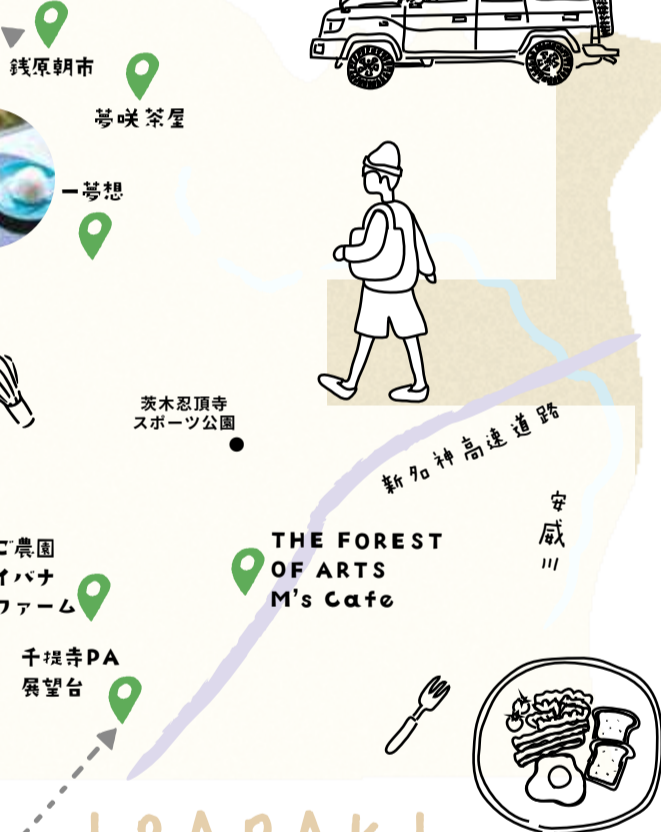 銭原朝市
夢咲茶屋
一夢想
茨木忍頂寺
スポーツ公園
新名神高速道路
安威川
THE FOREST
OF ARTS
M's Cafe
ご農園
イバナ
ファーム
千提寺PA
展望台
IBARAKI